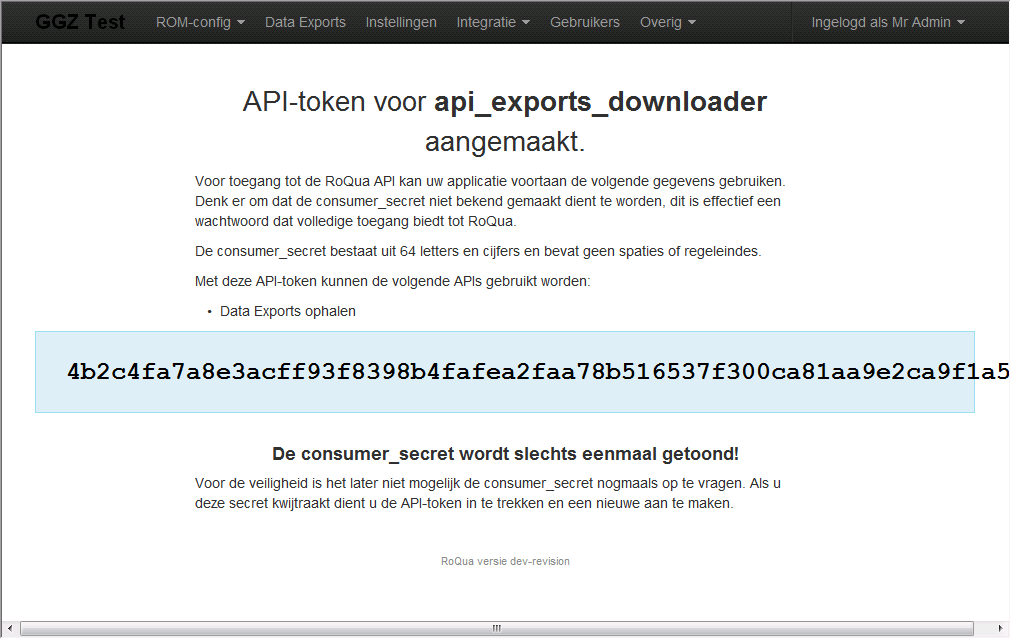 GGZ Test ROM-config Data Exports Instellingen Integratie Gebruikers Overig Ingelogd als Mr Admin
API-token voor api_exports_downloader
aangemaakt.
Voor toegang tot de RoQua API kan uw applicatie voortaan de volgende gegevens gebruiken.
Denk er om dat de consumer_secret niet bekend gemaakt dient te worden, dit is effectief een
wachtwoord dat volledige toegang biedt tot RoQua.
De consumer_secret bestaat uit 64 letters en cijfers en bevat geen spaties of regeleindes.
Met deze API-token kunnen de volgende APIs gebruikt worden:
• Data Exports ophalen
4b2c4fa7a8e3acff93f8398b4fafea2faa78b516537f300ca81aa9e2ca9f1a5
De consumer_secret wordt slechts eenmaal getoond!
Voor de veiligheid is het later niet mogelijk de consumer_secret nogmaals op te vragen. Als u
deze secret kwijtraakt dient u de API-token in te trekken en een nieuwe aan te maken.
RoQua versie dev-revision